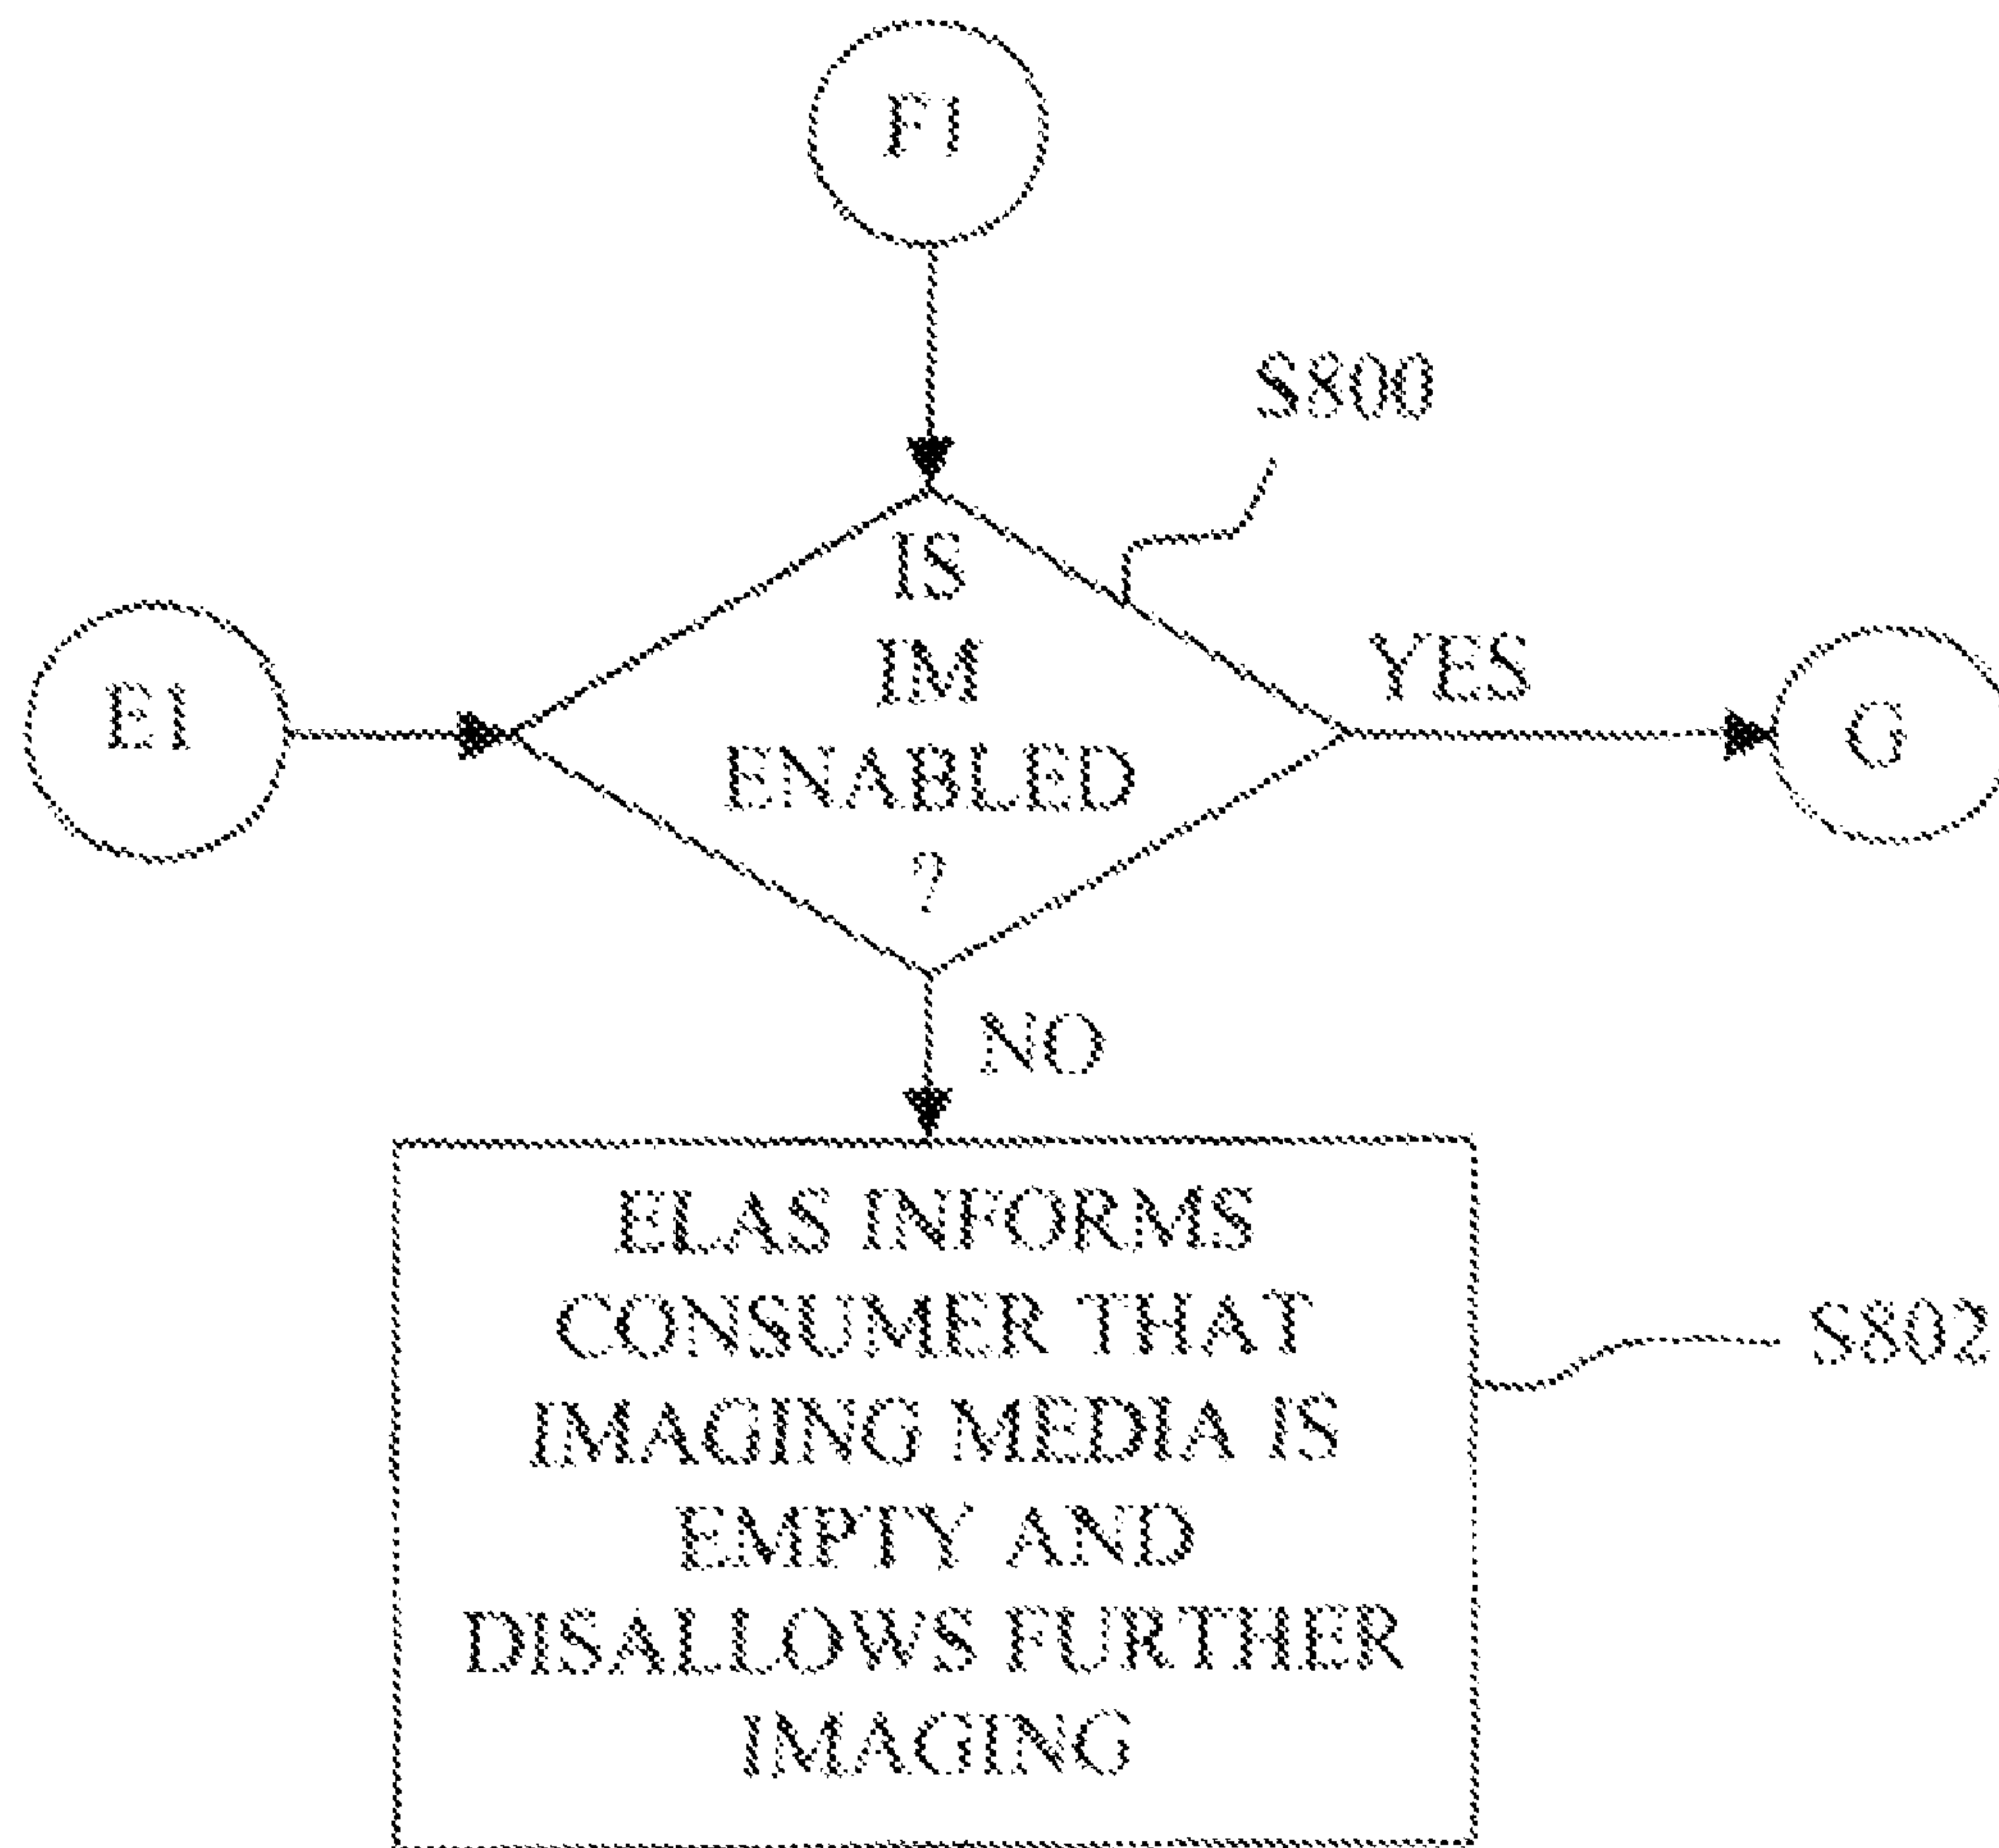 F1
S800
IS
IM
ENABLED
?
E1
YES
G
NO
ELAS INFORMS
CONSUMER THAT
IMAGING MEDIA IS
EMPTY AND
DISALLOWS FURTHER
IMAGING
S802